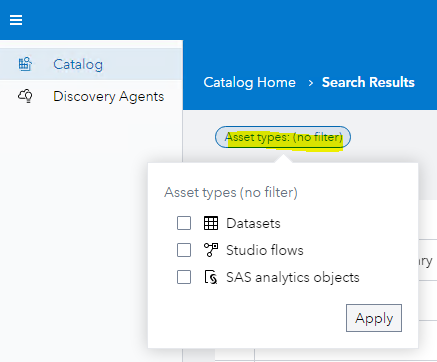 Catalog
Discovery Agents
Catalog Home › Search Results
Asset types: (no filter)
Asset types (no filter)
Datasets
Studio flows
SAS analytics objects
Apply